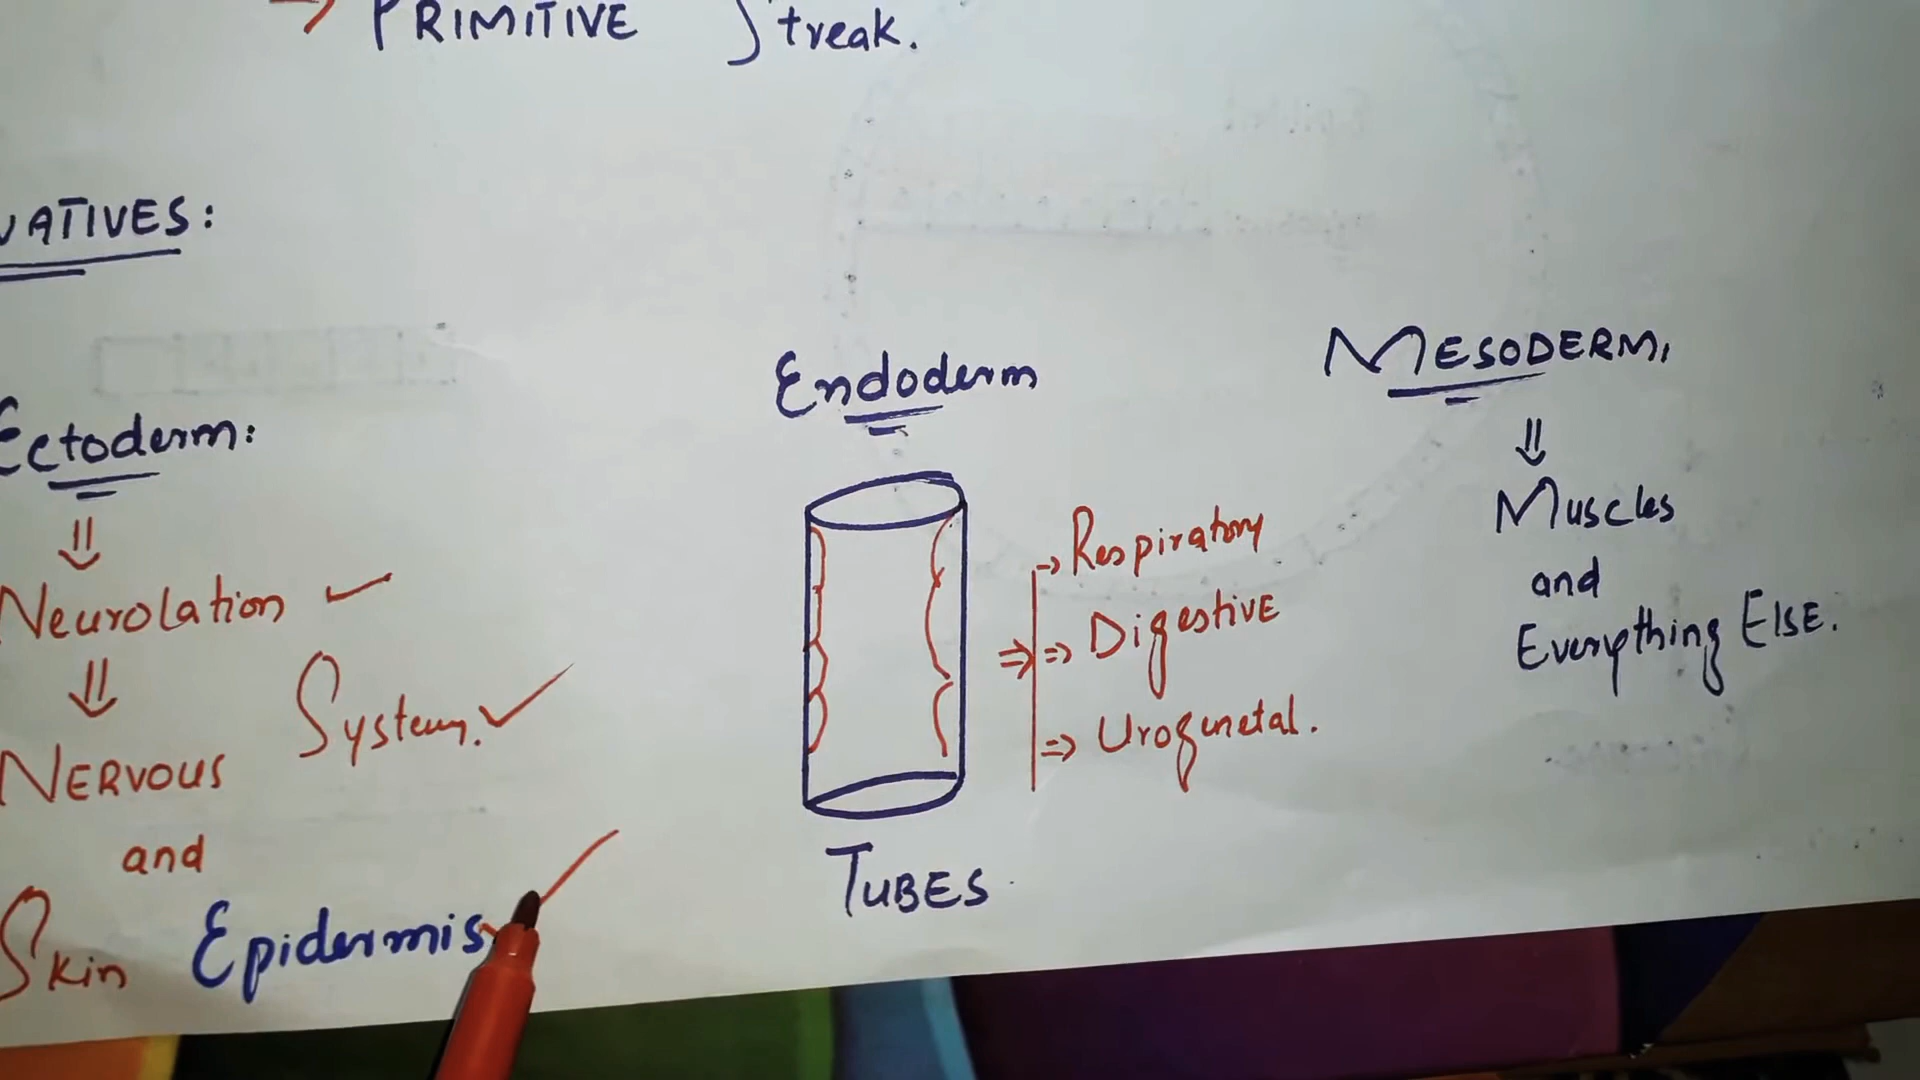 PRIMITIVE Streak.
VATIVES:
Ectoderm:
Neurolation
NERVOUS System.
and
Skin Epidermis
Endoderm
Respiratory
Digestive
Urogenetal.
TUBES
MESODERM
Muscles
and
Everything Else.